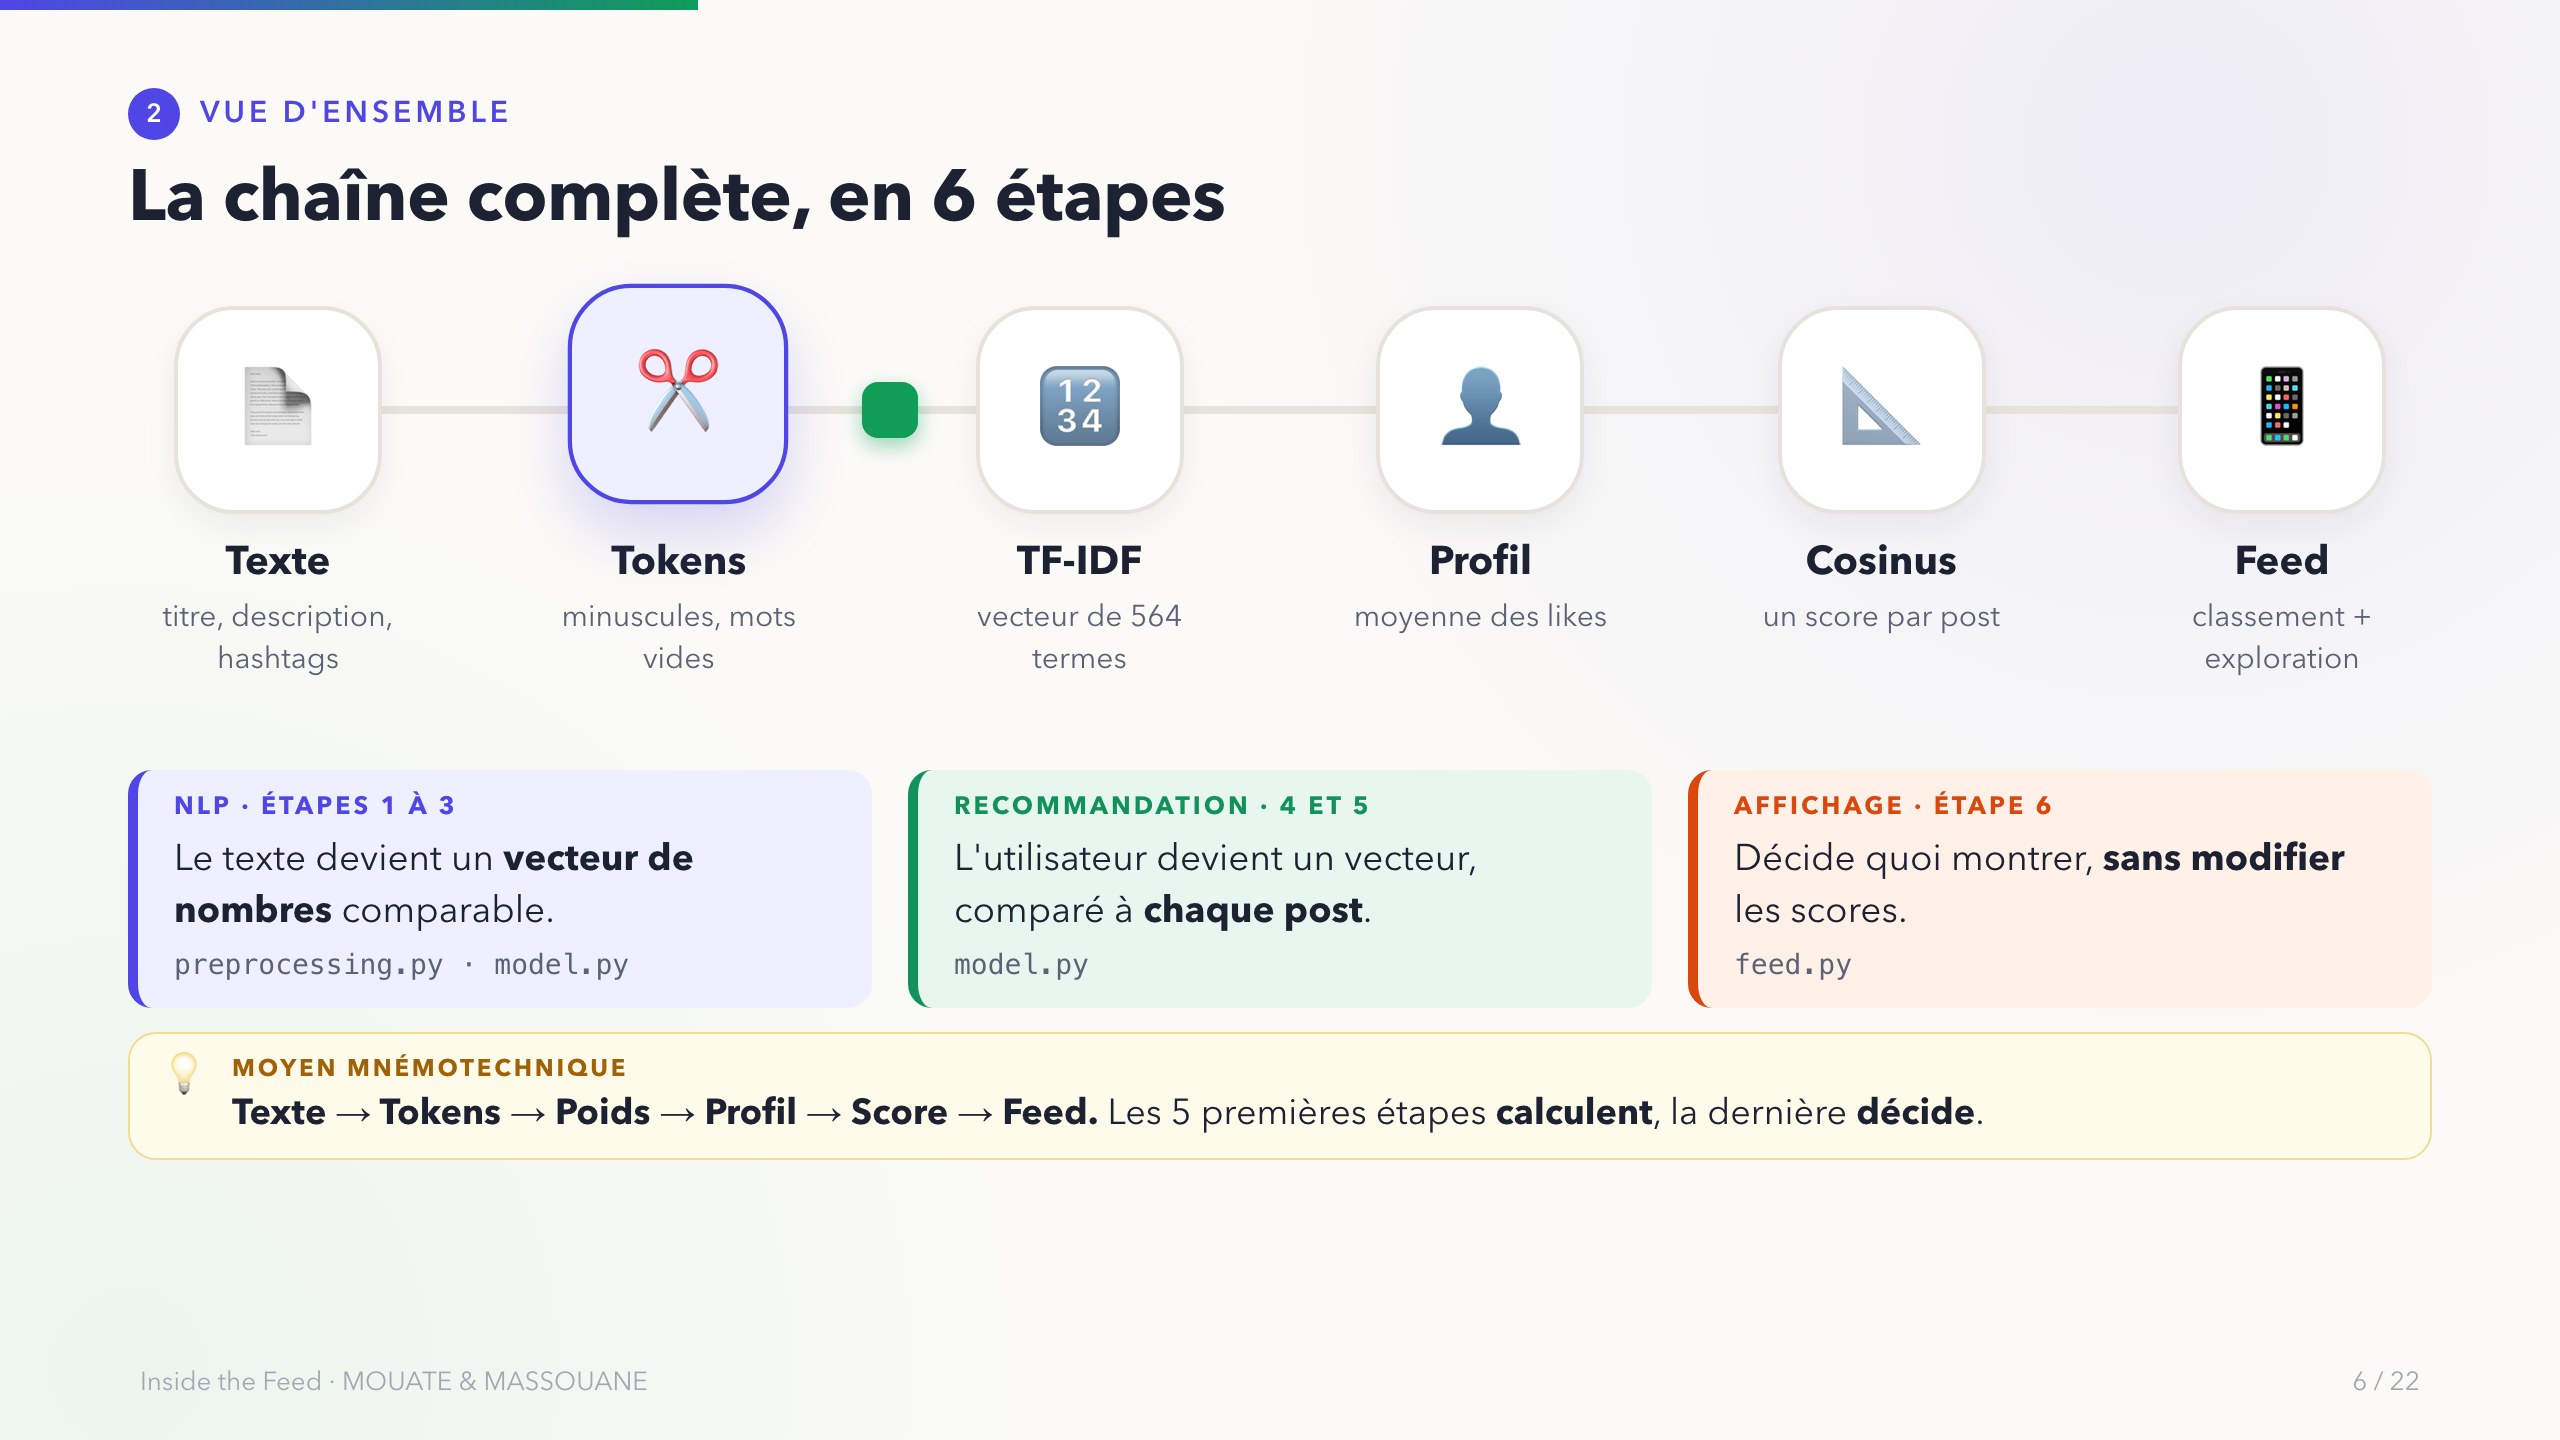 2 VUE D'ENSEMBLE
La chaîne complète, en 6 étapes
1 2
3 4
Texte
titre, description,
hashtags
Tokens
minuscules, mots
vides
TF-IDF
vecteur de 564
termes
Profil
moyenne des likes
Cosinus
un score par post
Feed
classement +
exploration
NLP · ÉTAPES 1 À 3
Le texte devient un vecteur de
nombres comparable.
preprocessing.py · model.py
RECOMMANDATION · 4 ET 5
L'utilisateur devient un vecteur,
comparé à chaque post.
model.py
AFFICHAGE · ÉTAPE 6
Décide quoi montrer, sans modifier
les scores.
feed.py
MOYEN MNÉMOTECHNIQUE
Texte → Tokens → Poids → Profil → Score → Feed. Les 5 premières étapes calculent, la dernière décide.
Inside the Feed · MOUATE & MASSOUANE
6 / 22